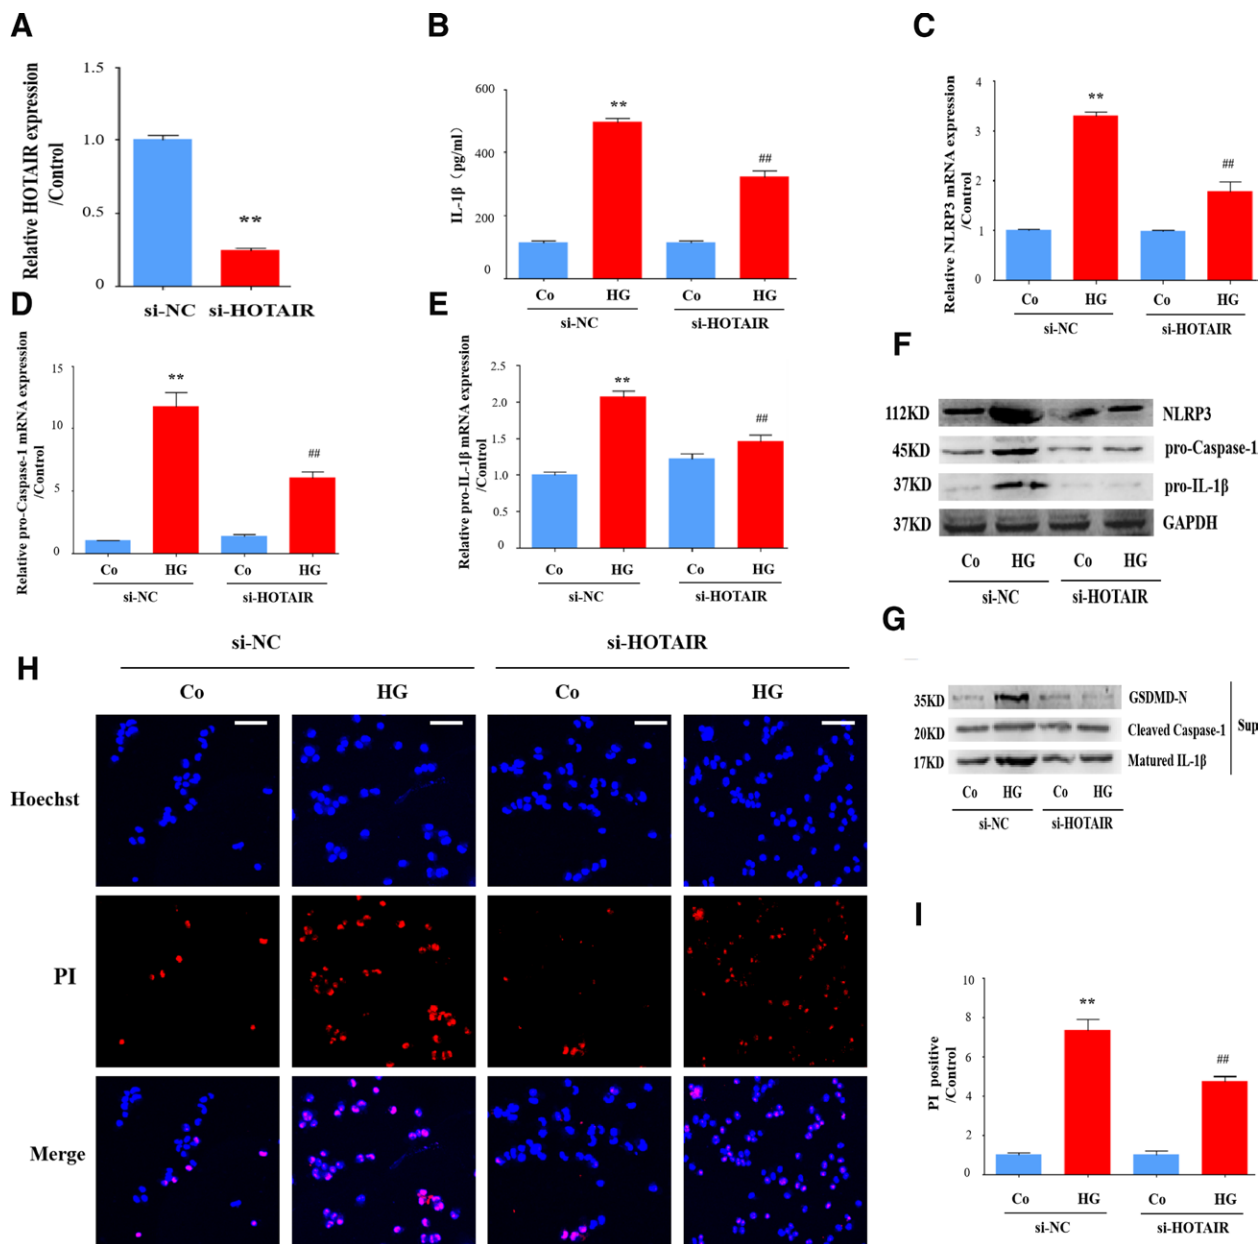 A
Relative HOTAIR expression
/Control
1.5
1.0
0.5
0
**
si-NC si-HOTAIR
B
IL-1β (pg/ml)
600
400
200
0
**
##
Co HG Co HG
si-NC si-HOTAIR
C
Relative NLRP3 mRNA expression
/Control
4
3
2
1
0
**
##
Co HG Co HG
si-NC si-HOTAIR
D
Relative pro-Caspase-1 mRNA expression
/Control
15
10
5
0
**
##
Co HG Co HG
si-NC si-HOTAIR
E
Relative pro-IL-1β mRNA expression
/Control
2.5
2.0
1.5
1.0
0.5
0.0
**
##
Co HG Co HG
si-NC si-HOTAIR
F
112KD NLRP3
45KD pro-Caspase-1
37KD pro-IL-1β
37KD GAPDH
Co HG Co HG
si-NC si-HOTAIR
G
35KD GSDMD-N
20KD Cleaved Caspase-1
17KD Matured IL-1β
Sup
Co HG Co HG
si-NC si-HOTAIR
H
si-NC si-HOTAIR
Co HG Co HG
Hoechst
PI
Merge
I
PI positive
/Control
10
8
6
4
2
0
**
##
Co HG Co HG
si-NC si-HOTAIR